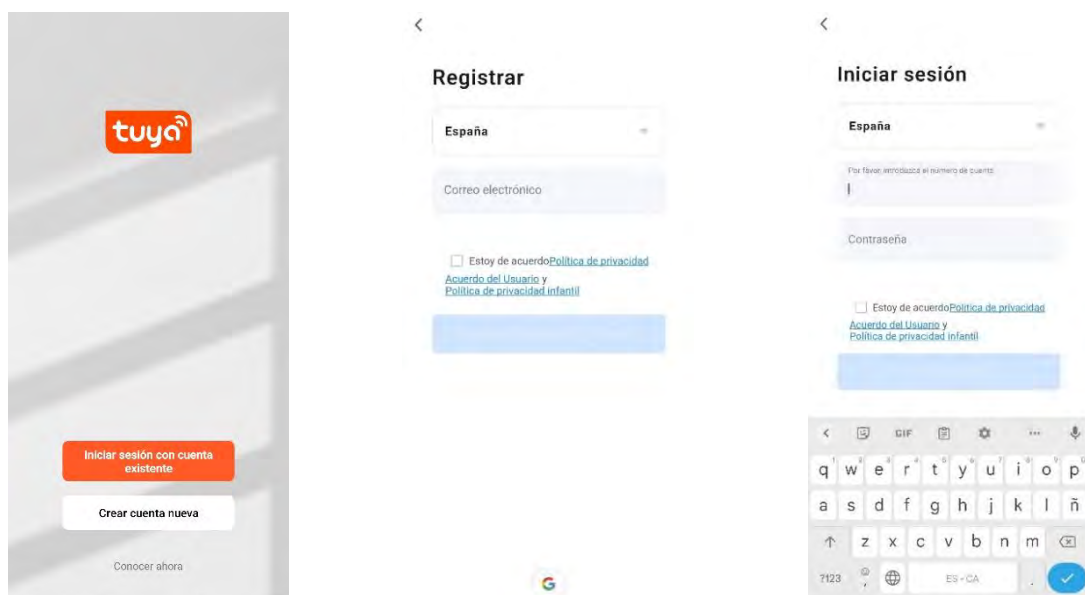 tuya
Iniciar sesión con cuenta
existente
Crear cuenta nueva
Conocer ahora
Registrar
España
Correo electrónico
Estoy de acuerdoPolítica de privacidad
Acuerdo del Usuario y
Política de privacidad infantil
G
Iniciar sesión
España
Por favor introduzca el número de cuenta
Contraseña
Estoy de acuerdoPolítica de privacidad
Acuerdo del Usuario y
Política de privacidad infantil
GIF
q w e r t y u i o p
a s d f g h j k l ñ
z x c v b n m
?123 , ES • CA .